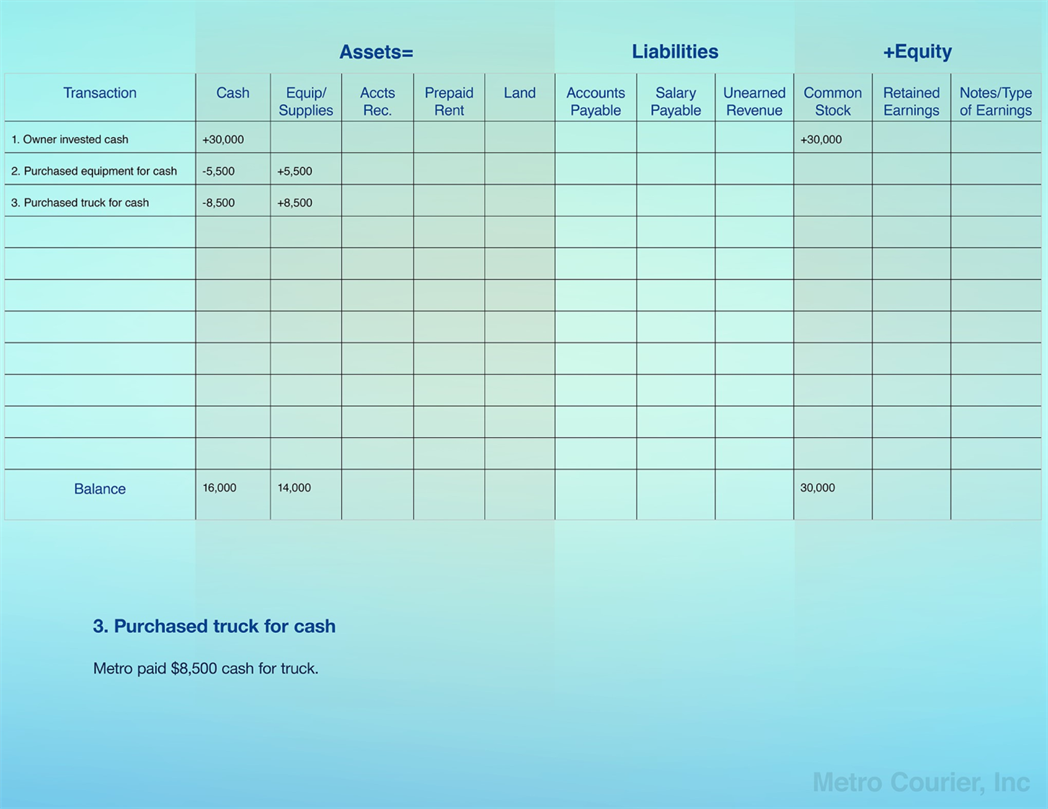 Assets= Liabilities +Equity
Transaction Cash Equip/ Supplies Accts Rec. Prepaid Rent Land Accounts Payable Salary Payable Unearned Revenue Common Stock Retained Earnings Notes/Type of Earnings
1. Owner invested cash +30,000 +30,000
2. Purchased equipment for cash -5,500 +5,500
3. Purchased truck for cash -8,500 +8,500
Balance 16,000 14,000 30,000
3. Purchased truck for cash
Metro paid $8,500 cash for truck.
Metro Courier, Inc